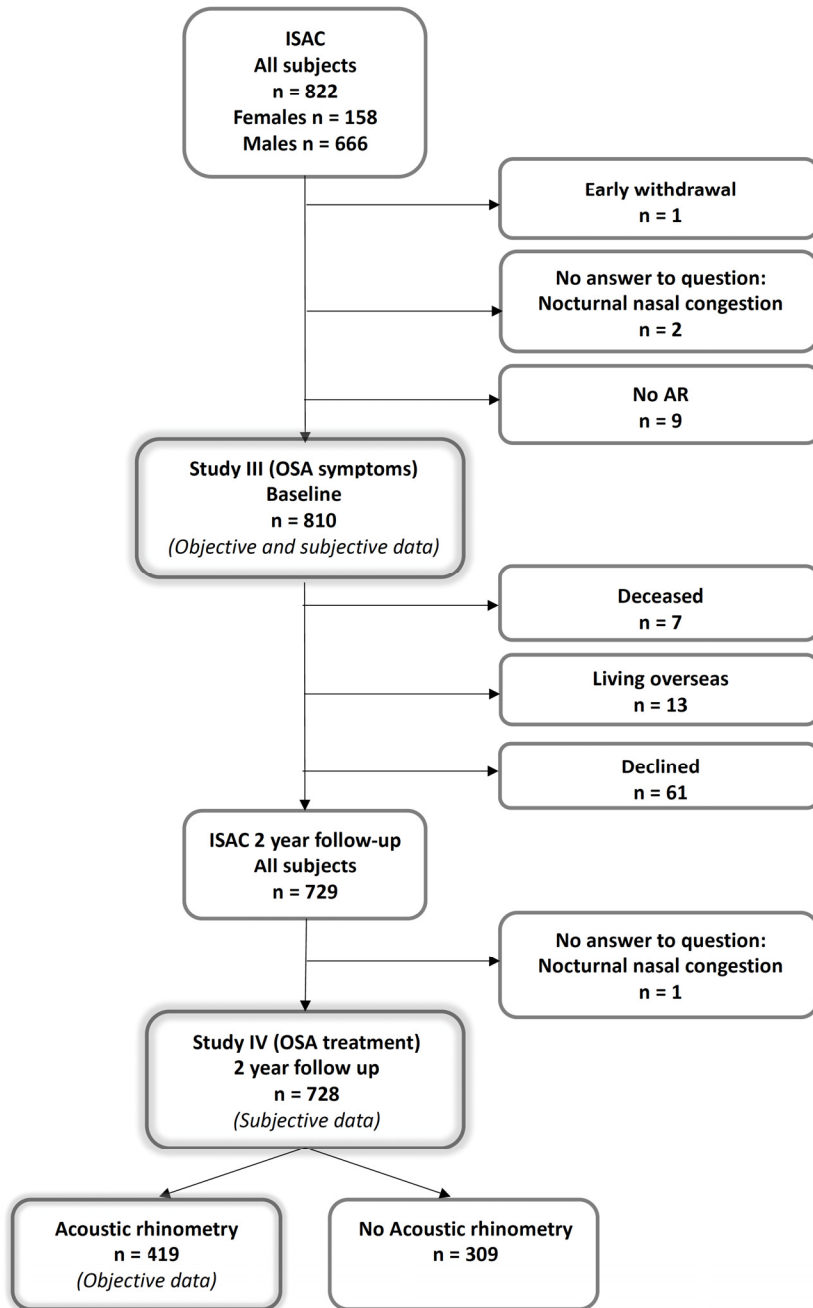 ISAC
All subjects
n = 822
Females n = 158
Males n = 666
Early withdrawal
n = 1
No answer to question:
Nocturnal nasal congestion
n = 2
No AR
n = 9
Study III (OSA symptoms)
Baseline
n = 810
(Objective and subjective data)
Deceased
n = 7
Living overseas
n = 13
Declined
n = 61
ISAC 2 year follow-up
All subjects
n = 729
No answer to question:
Nocturnal nasal congestion
n = 1
Study IV (OSA treatment)
2 year follow up
n = 728
(Subjective data)
Acoustic rhinometry
n = 419
(Objective data)
No Acoustic rhinometry
n = 309